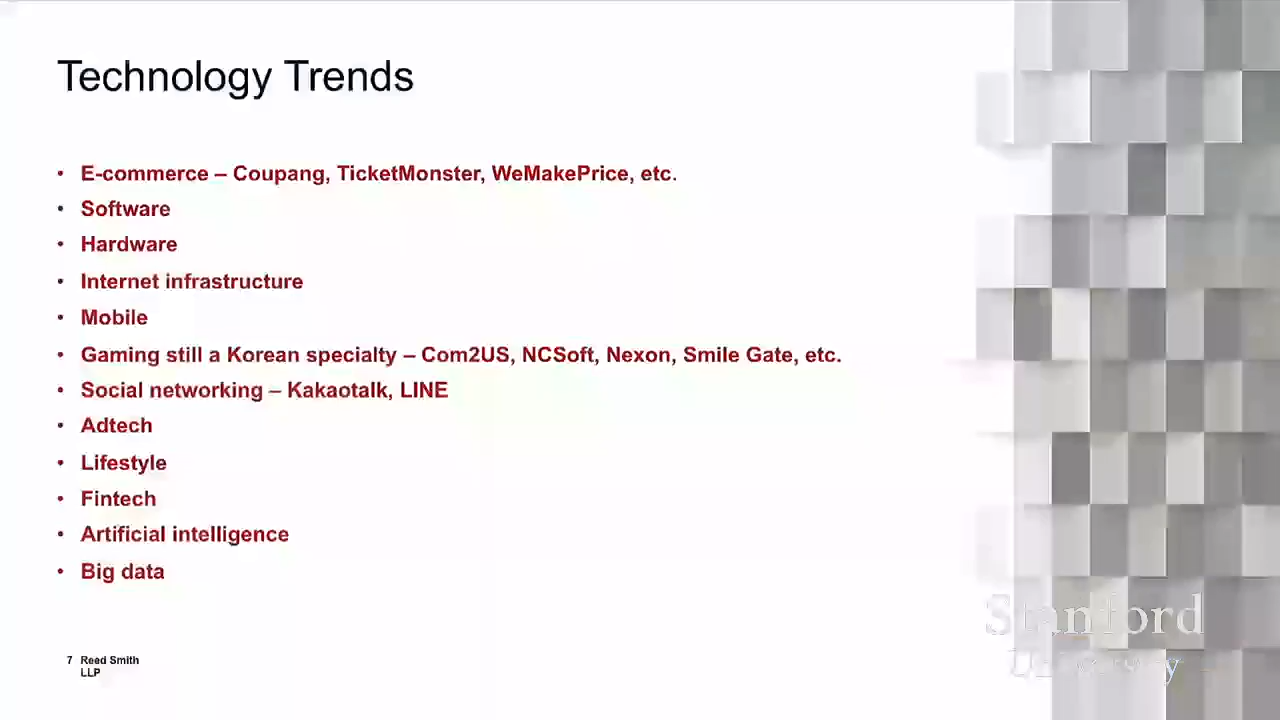 Technology Trends
• E-commerce – Coupang, TicketMonster, WeMakePrice, etc.
• Software
• Hardware
• Internet infrastructure
• Mobile
• Gaming still a Korean specialty – Com2US, NCSoft, Nexon, Smile Gate, etc.
• Social networking – Kakaotalk, LINE
• Adtech
• Lifestyle
• Fintech
• Artificial intelligence
• Big data
Stanford
University
7 Reed Smith
LLP